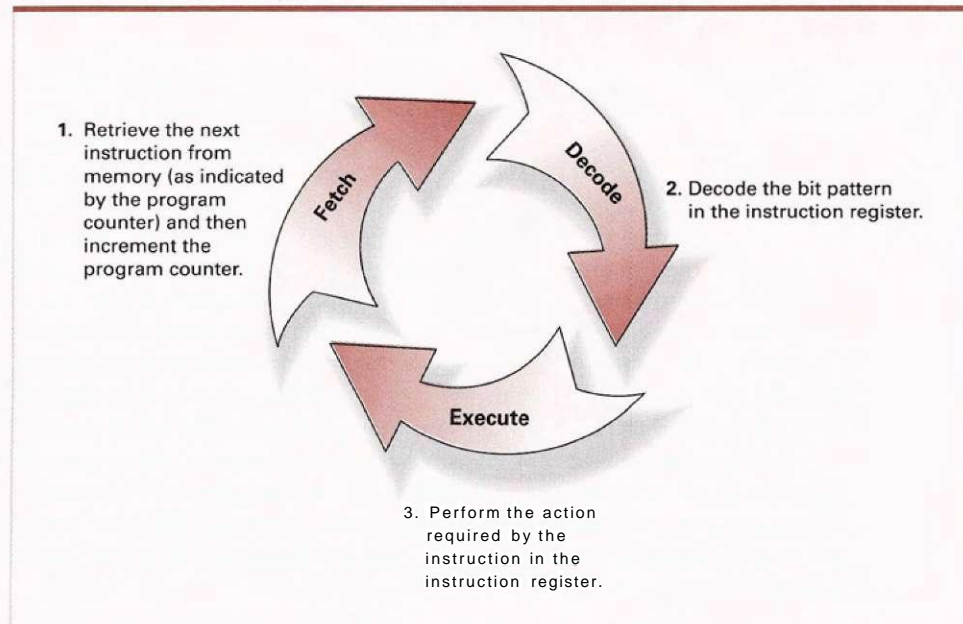 1. Retrieve the next
instruction from
memory (as indicated
by the program
counter) and then
increment the
program counter.
Fetch
Decode
2. Decode the bit pattern
in the instruction register.
Execute
3. Perform the action
required by the
instruction in the
instruction register.